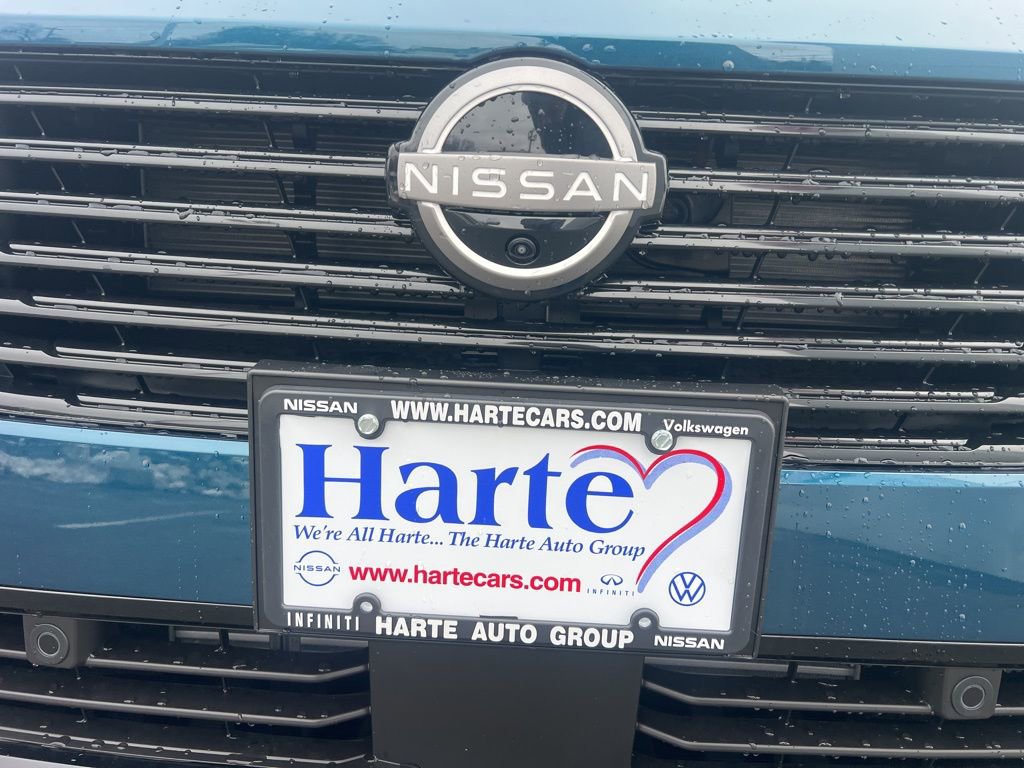 NISSAN
NISSAN WWW.HARTECARS.COM Volkswagen
Harte
We're All Harte... The Harte Auto Group
NISSAN www.hartecars.com INFINITI
INFINITI HARTE AUTO GROUP NISSAN